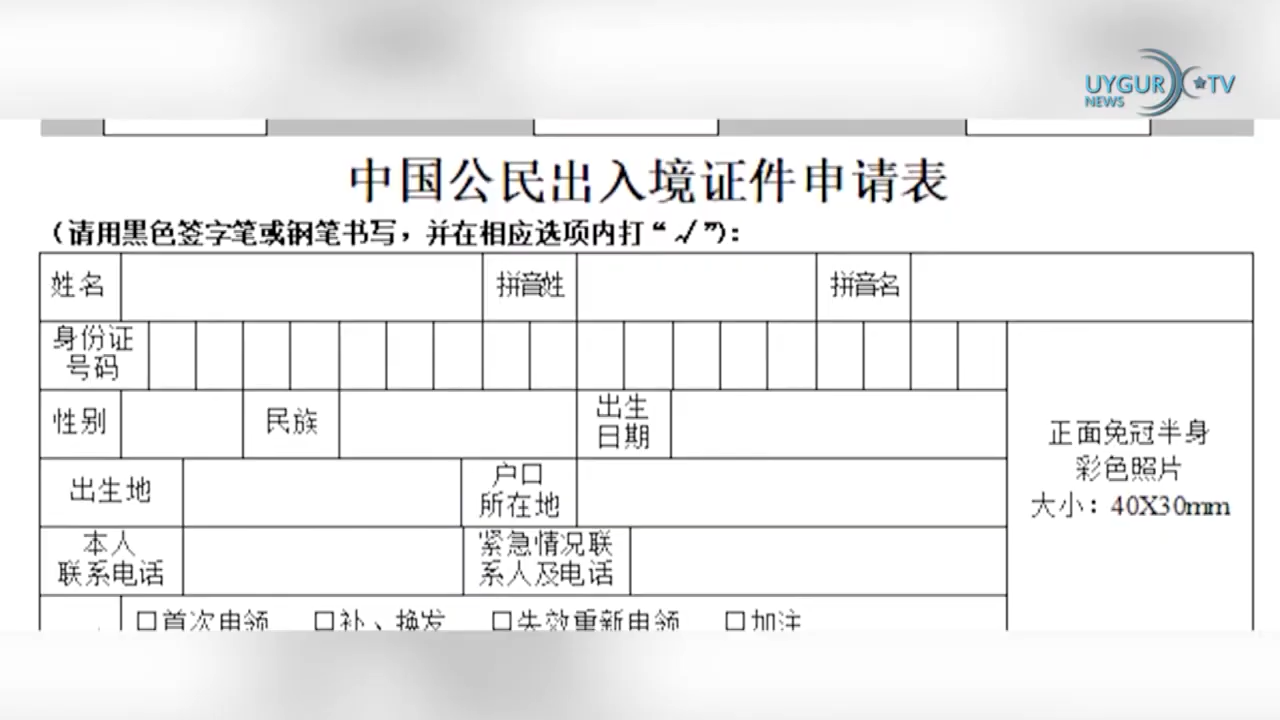 UYGUR TV
NEWS
中国公民出入境证件申请表
（请用黑色签字笔或钢笔书写，并在相应选项内打“√”）：
姓名 拼音姓 拼音名
身份证
号码
性别 民族 出生
日期
正面免冠半身
彩色照片
大小：40X30mm
出生地 户口
所在地
本人
联系电话
紧急情况联
系人及电话
□首次申领 □补、换发 □失效重新申领 □加注